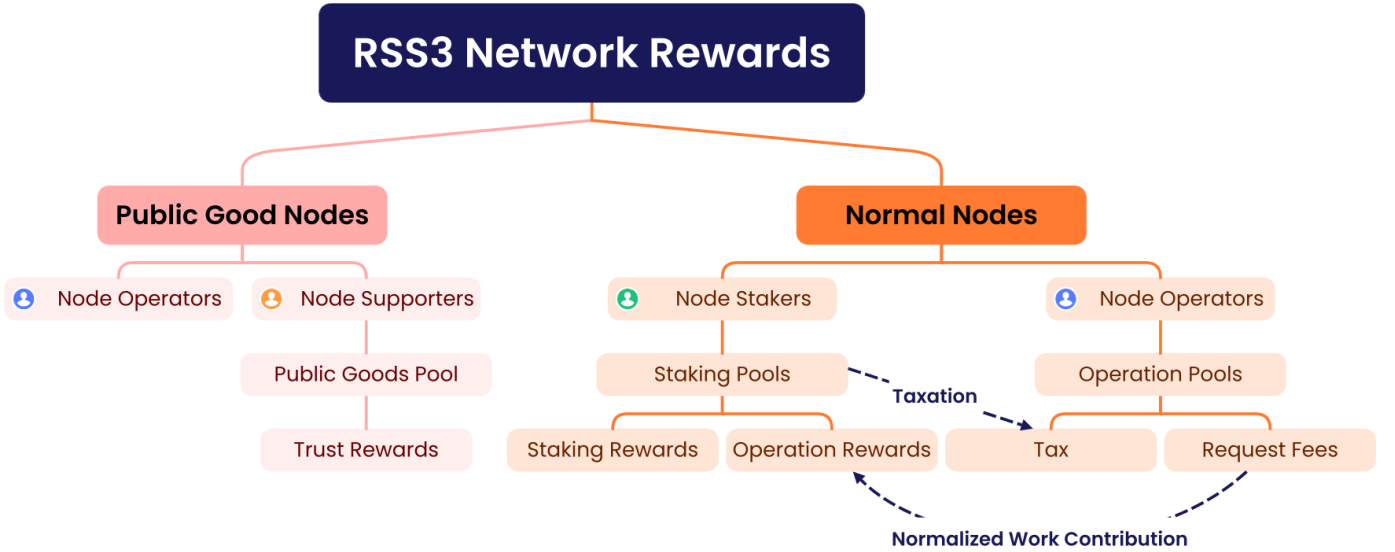 RSS3 Network Rewards
Public Good Nodes
Normal Nodes
Node Operators
Node Supporters
Node Stakers
Node Operators
Public Goods Pool
Staking Pools
Operation Pools
Taxation
Trust Rewards
Staking Rewards
Operation Rewards
Tax
Request Fees
Normalized Work Contribution